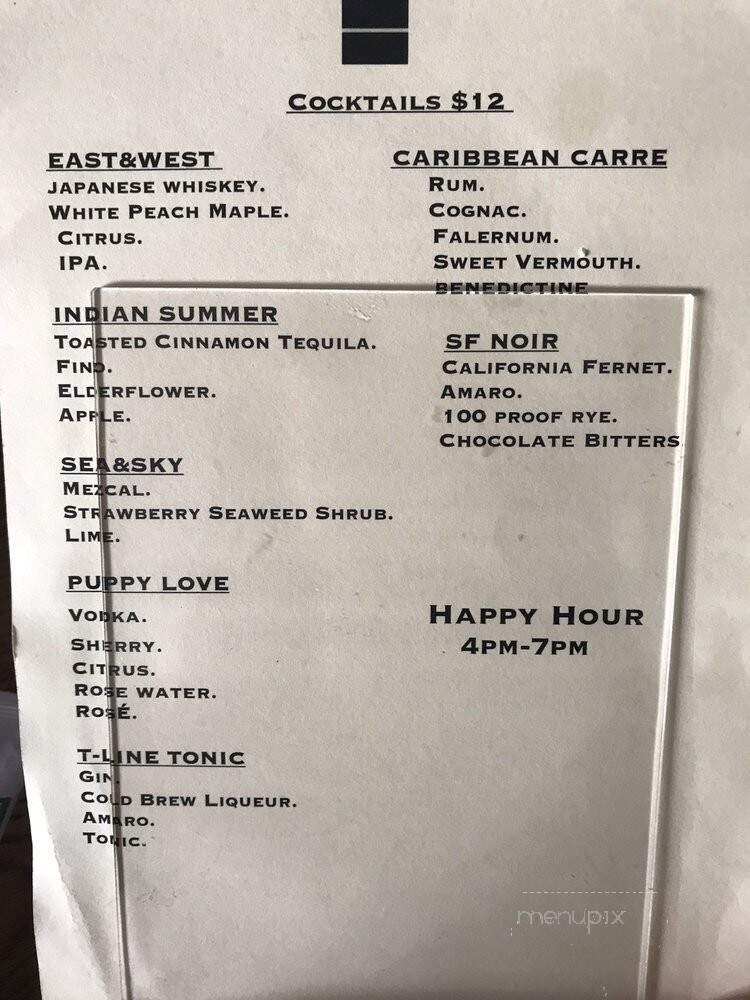 Cocktails $12
EAST&WEST
Japanese whiskey.
White Peach Maple.
Citrus.
IPA.
INDIAN SUMMER
Toasted Cinnamon Tequila.
Fino.
Elderflower.
Apple.
SEA&SKY
Mezcal.
Strawberry Seaweed Shrub.
Lime.
PUPPY LOVE
Vodka.
Sherry.
Citrus.
Rose water.
Rosé.
T-LINE TONIC
Gin.
Cold Brew Liqueur.
Amaro.
Tonic.
CARIBBEAN CARRE
Rum.
Cognac.
Falernum.
Sweet Vermouth.
Benedictine
SF NOIR
California Fernet.
Amaro.
100 proof rye.
Chocolate Bitters
Happy Hour
4pm-7pm
menupix